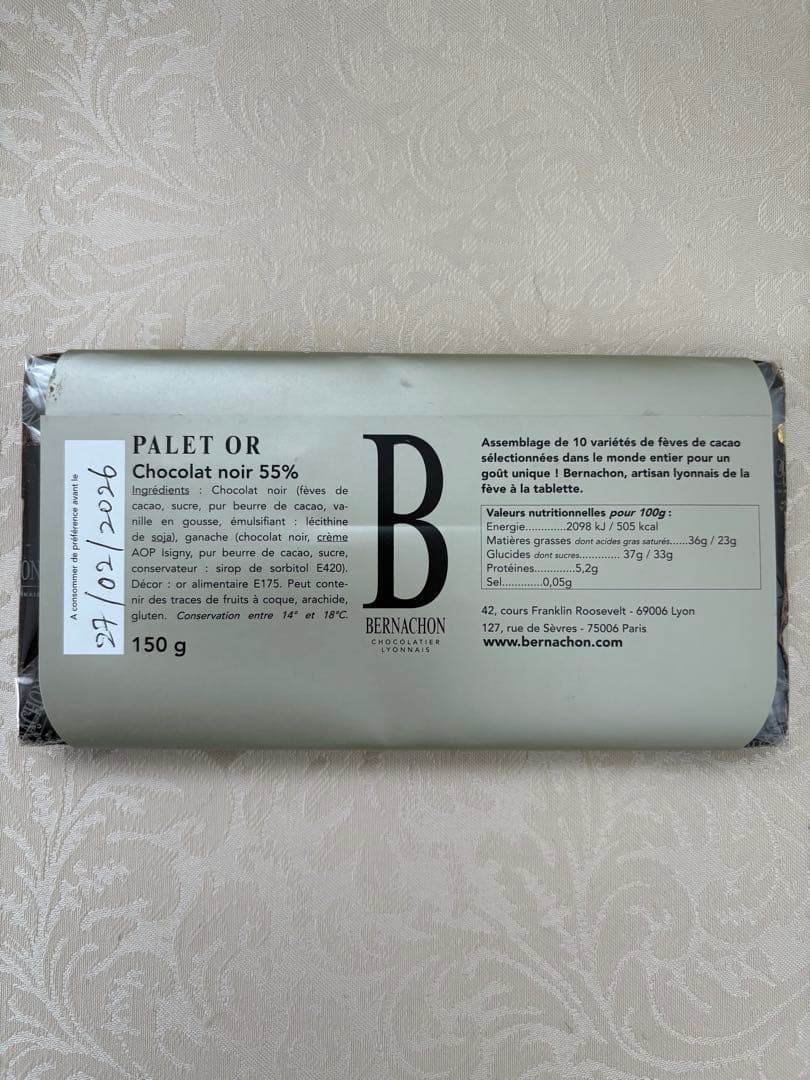 A consommer de préférence avant le
27/02/2026
PALET OR
Chocolat noir 55%
Ingrédients : Chocolat noir (fèves de
cacao, sucre, pur beurre de cacao, va-
nille en gousse, émulsifiant : lécithine
de soja), ganache (chocolat noir, crème
AOP Isigny, pur beurre de cacao, sucre,
conservateur : sirop de sorbitol E420).
Décor : or alimentaire E175. Peut conte-
nir des traces de fruits à coque, arachide,
gluten. Conservation entre 14° et 18°C.
150 g
B
BERNACHON
CHOCOLATIER
LYONNAIS
Assemblage de 10 variétés de fèves de cacao
sélectionnées dans le monde entier pour un
goût unique ! Bernachon, artisan lyonnais de la
fève à la tablette.
Valeurs nutritionnelles pour 100g :
Energie.............2098 kJ / 505 kcal
Matières grasses dont acides gras saturés......36g / 23g
Glucides dont sucres............. 37g / 33g
Protéines.............5,2g
Sel.............0,05g
42, cours Franklin Roosevelt - 69006 Lyon
127, rue de Sèvres - 75006 Paris
www.bernachon.com